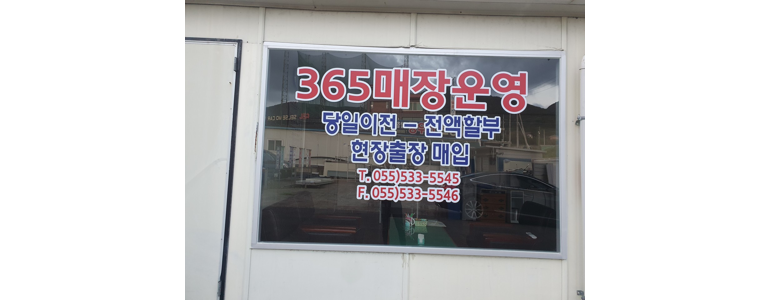 365매장운영
당일이전 - 전액할부
현장출장 매입
T. 055)533-5545
F. 055)533-5546